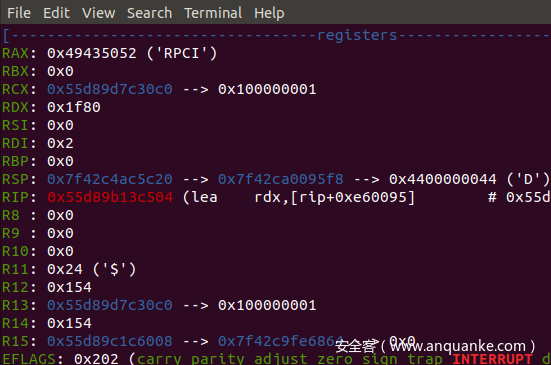 File Edit View Search Terminal Help
[----------------------------------registers-----------------
RAX: 0x49435052 ('RPCI')
RBX: 0x0
RCX: 0x55d89d7c30c0 --> 0x100000001
RDX: 0x1f80
RSI: 0x0
RDI: 0x2
RBP: 0x0
RSP: 0x7f42c4ac5c20 --> 0x7f42ca0095f8 --> 0x4400000044 ('D')
RIP: 0x55d89b13c504 (lea    rdx,[rip+0xe60095]        # 0x55d
R8 : 0x0
R9 : 0x0
R10: 0x0
R11: 0x24 ('$')
R12: 0x154
R13: 0x55d89d7c30c0 --> 0x100000001
R14: 0x154
R15: 0x55d89c1c6008 --> 0x7f42c9fe6864 --> 0x0
安全客 ( www.anquanke.com )
EFLAGS: 0x202 (carry parity adjust zero sign trap INTERRUPT d